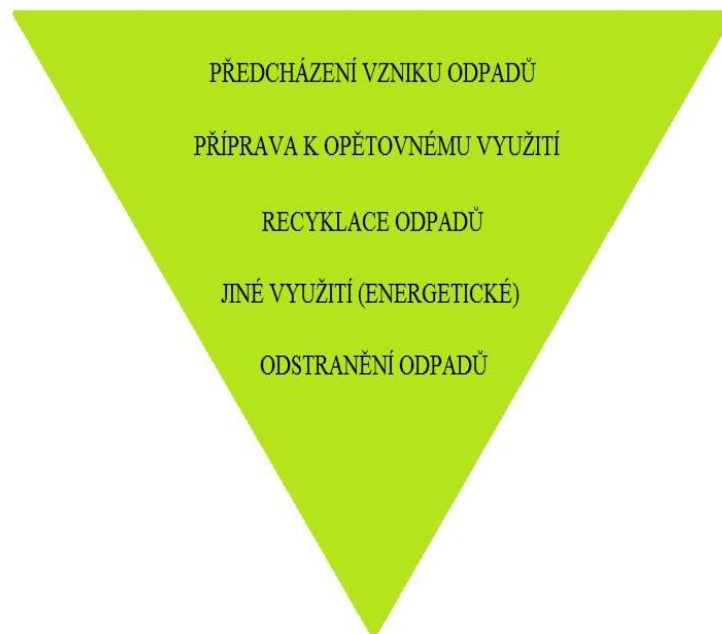 PŘEDCHÁZENÍ VZNIKU ODPADŮ
PŘÍPRAVA K OPĚTOVNÉMU VYUŽITÍ
RECYKLACE ODPADŮ
JINÉ VYUŽITÍ (ENERGETICKÉ)
ODSTRANĚNÍ ODPADŮ